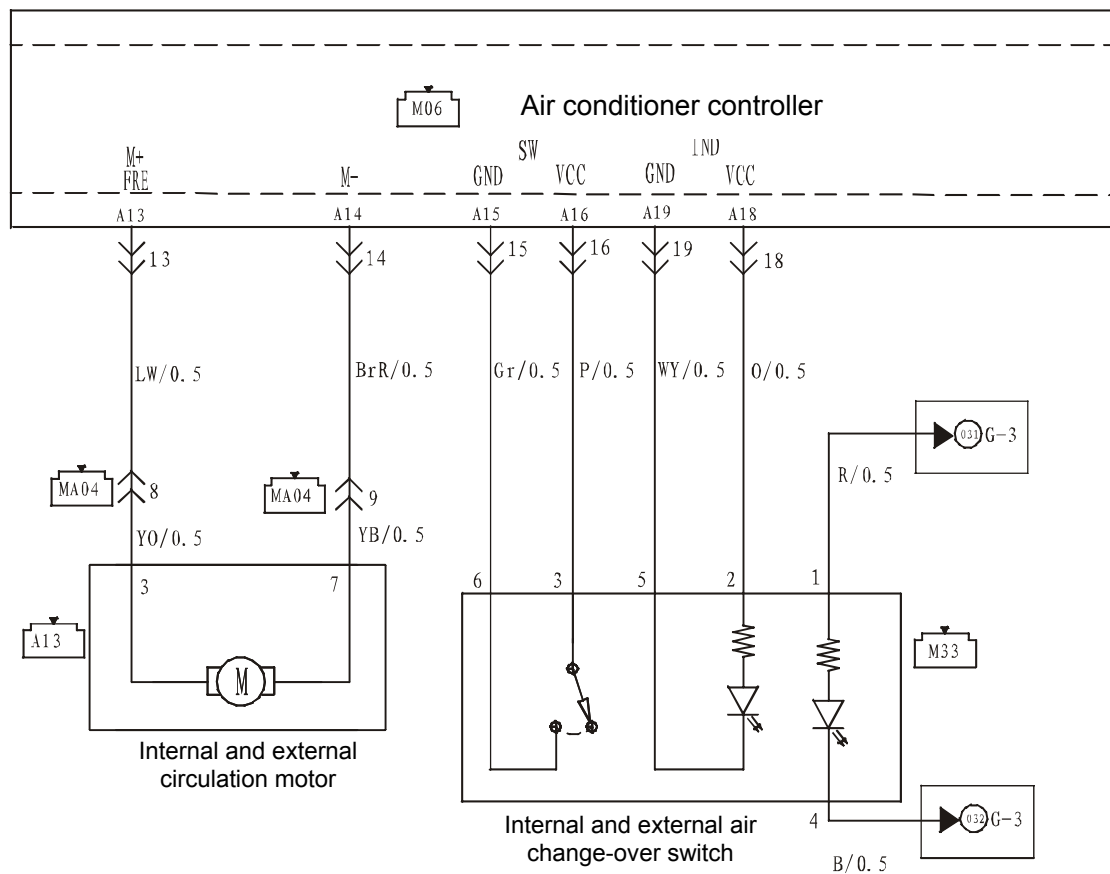 M06
Air conditioner controller
M+
FRE
M-
SW
GND
VCC
IND
GND
VCC
A13
A14
A15
A16
A19
A18
13
14
15
16
19
18
LW/0.5
BrR/0.5
Gr/0.5
P/0.5
WY/0.5
O/0.5
031
G-3
R/0.5
MA04
8
MA04
9
YO/0.5
YB/0.5
3
7
6
3
5
2
1
A13
M
M33
Internal and external
circulation motor
Internal and external air
change-over switch
4
032
G-3
B/0.5